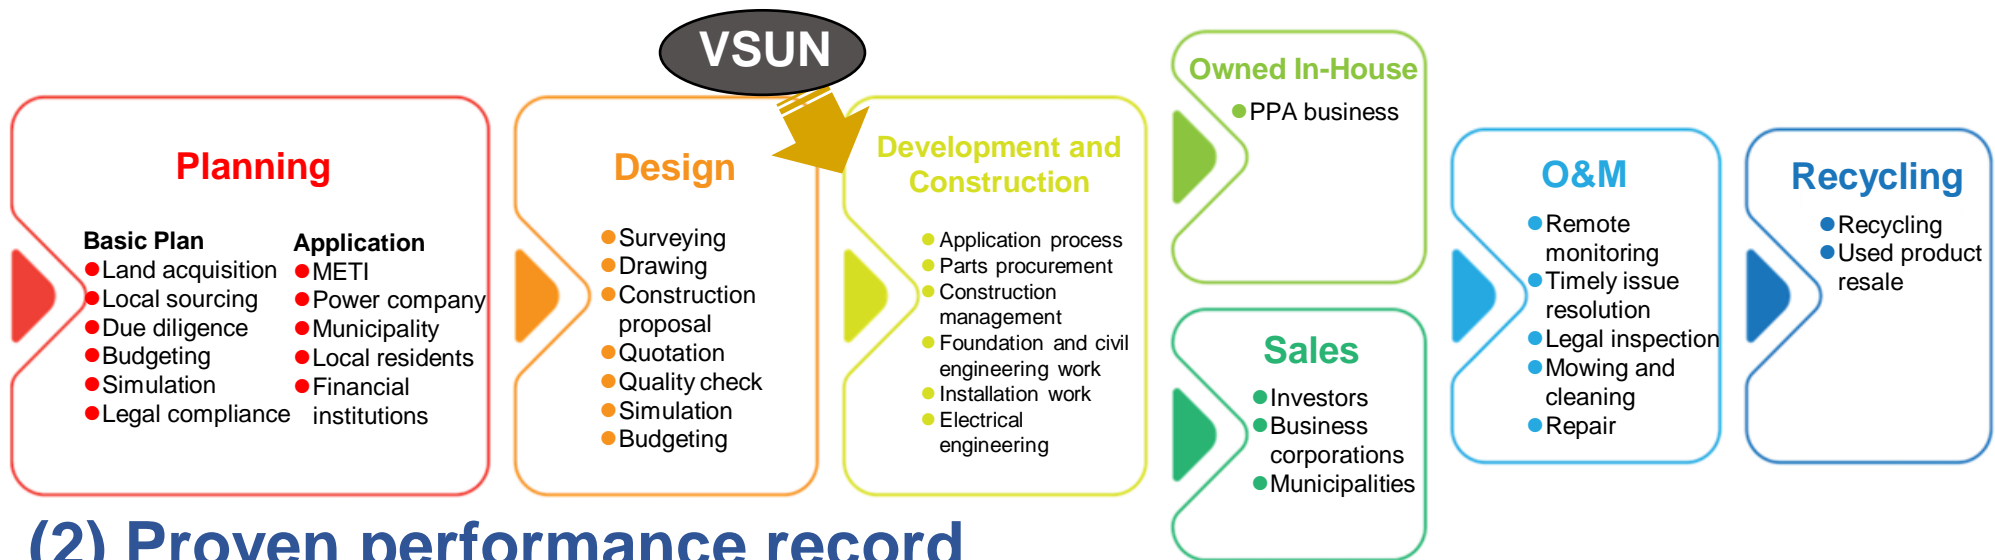 VSUN
Planning
Basic Plan
●Land acquisition
●Local sourcing
●Due diligence
●Budgeting
●Simulation
●Legal compliance
Application
●METI
●Power company
●Municipality
●Local residents
●Financial
institutions
Design
●Surveying
●Drawing
●Construction
proposal
●Quotation
●Quality check
●Simulation
●Budgeting
Development and
Construction
●Application process
●Parts procurement
●Construction
management
●Foundation and civil
engineering work
●Installation work
●Electrical
engineering
Owned In-House
●PPA business
Sales
●Investors
●Business
corporations
●Municipalities
O&M
●Remote
monitoring
●Timely issue
resolution
●Legal inspection
●Mowing and
cleaning
●Repair
Recycling
●Recycling
●Used product
resale
(2) Proven performance record